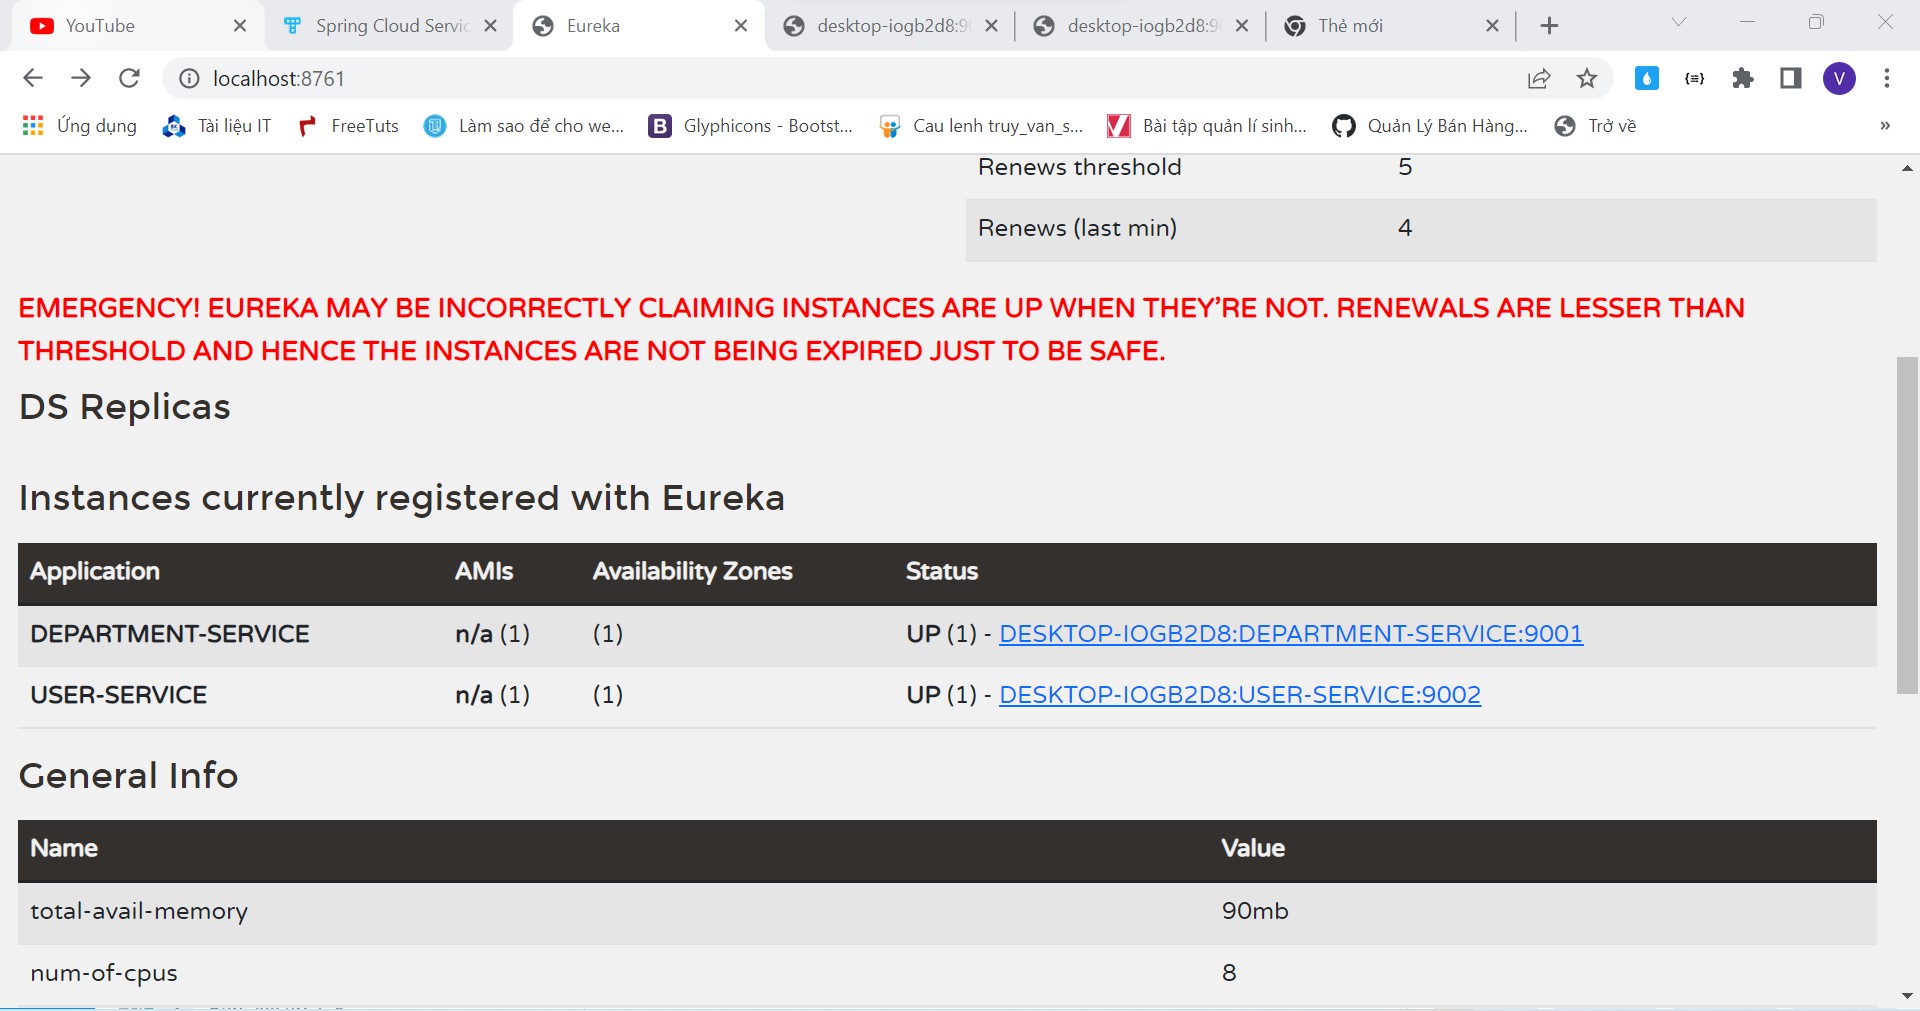 YouTube
Spring Cloud Servic
Eureka
desktop-iogb2d8:90
desktop-iogb2d8:90
Thẻ mới
localhost:8761
V
Ứng dụng
Tài liệu IT
FreeTuts
Làm sao để cho we...
B
Glyphicons - Bootst...
Cau lenh truy_van_s...
Bài tập quản lí sinh...
Quản Lý Bán Hàng...
Trở về
»
Renews threshold 5
Renews (last min) 4
EMERGENCY! EUREKA MAY BE INCORRECTLY CLAIMING INSTANCES ARE UP WHEN THEY’RE NOT. RENEWALS ARE LESSER THAN
THRESHOLD AND HENCE THE INSTANCES ARE NOT BEING EXPIRED JUST TO BE SAFE.
DS Replicas
Instances currently registered with Eureka
Application AMIs Availability Zones Status
DEPARTMENT-SERVICE n/a (1) (1) UP (1) - DESKTOP-IOGB2D8:DEPARTMENT-SERVICE:9001
USER-SERVICE n/a (1) (1) UP (1) - DESKTOP-IOGB2D8:USER-SERVICE:9002
General Info
Name Value
total-avail-memory 90mb
num-of-cpus 8